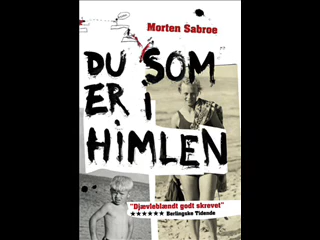 Morten Sabroe
DU SOM
ER I
HIMLEN
"Djævleblændt godt skrevet"
★★★★★★ Berlingske Tidende